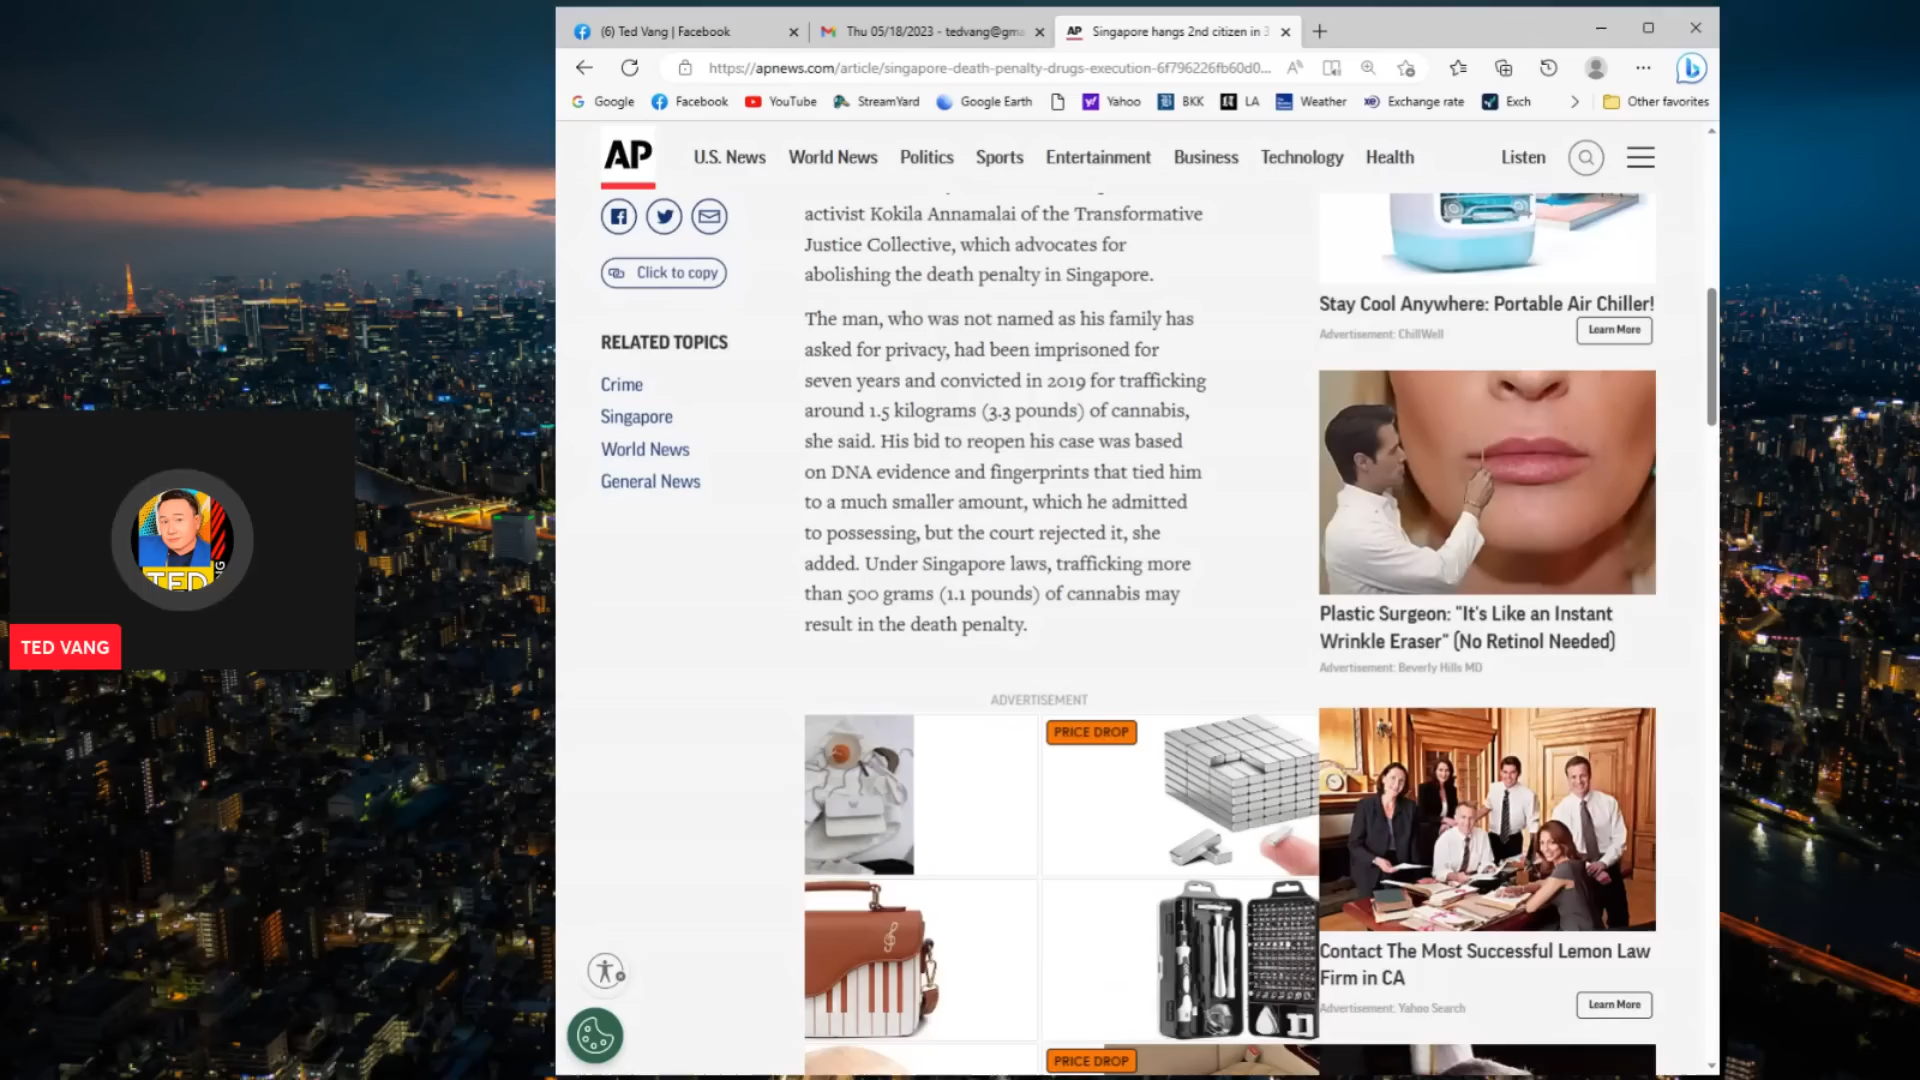 (6) Ted Vang | Facebook
Thu 05/18/2023 - tedvang@gma
AP
Singapore hangs 2nd citizen in 3
https://apnews.com/article/singapore-death-penalty-drugs-execution-6f796226fb60d0...
Google
Facebook
YouTube
StreamYard
Google Earth
Yahoo
BKK
LA
Weather
Exchange rate
Exch
Other favorites
AP
U.S. News
World News
Politics
Sports
Entertainment
Business
Technology
Health
Listen
Click to copy
RELATED TOPICS
Crime
Singapore
World News
General News
activist Kokila Annamalai of the Transformative
Justice Collective, which advocates for
abolishing the death penalty in Singapore.
The man, who was not named as his family has
asked for privacy, had been imprisoned for
seven years and convicted in 2019 for trafficking
around 1.5 kilograms (3.3 pounds) of cannabis,
she said. His bid to reopen his case was based
on DNA evidence and fingerprints that tied him
to a much smaller amount, which he admitted
to possessing, but the court rejected it, she
added. Under Singapore laws, trafficking more
than 500 grams (1.1 pounds) of cannabis may
result in the death penalty.
ADVERTISEMENT
PRICE DROP
PRICE DROP
Stay Cool Anywhere: Portable Air Chiller!
Advertisement: ChillWell
Learn More
Plastic Surgeon: "It's Like an Instant
Wrinkle Eraser" (No Retinol Needed)
Advertisement: Beverly Hills MD
Contact The Most Successful Lemon Law
Firm in CA
Advertisement: Yahoo Search
Learn More
TED
TED VANG